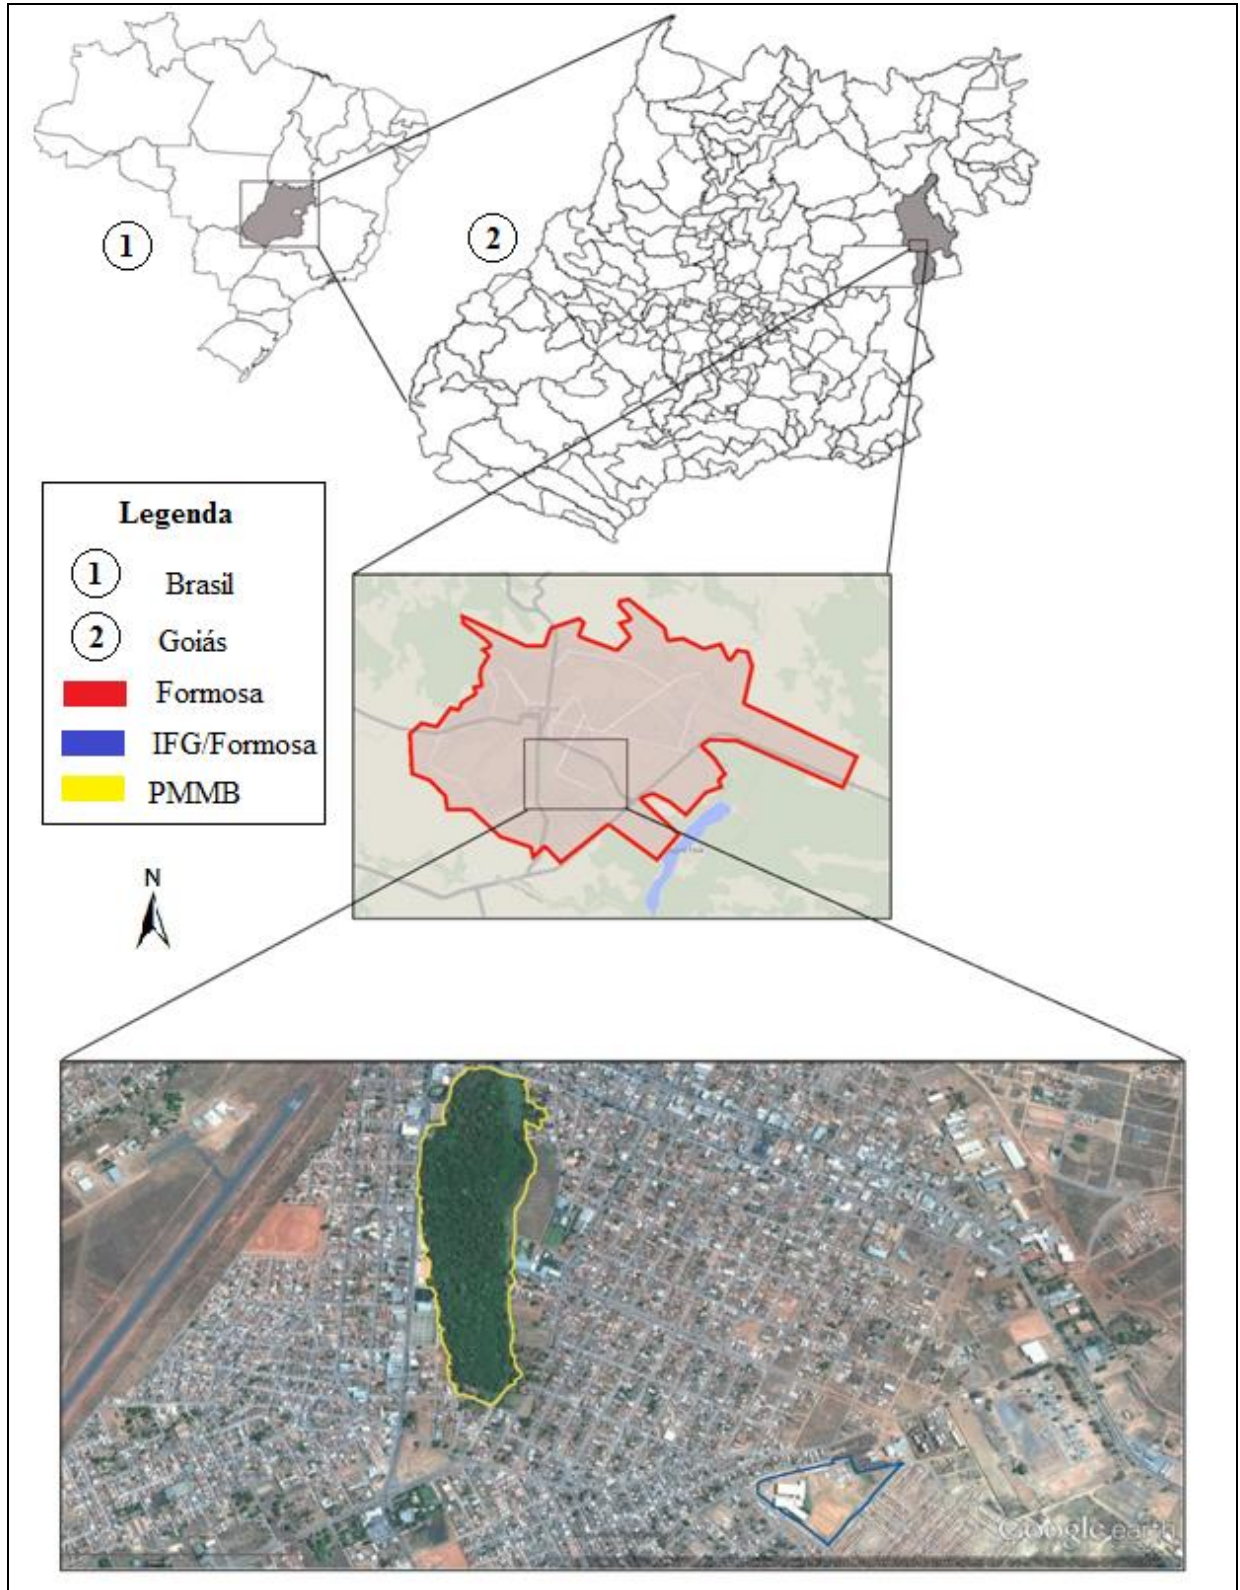 1
2
Legenda
1 Brasil
2 Goiás
Formosa
IFG/Formosa
PMMB
N
Google earth